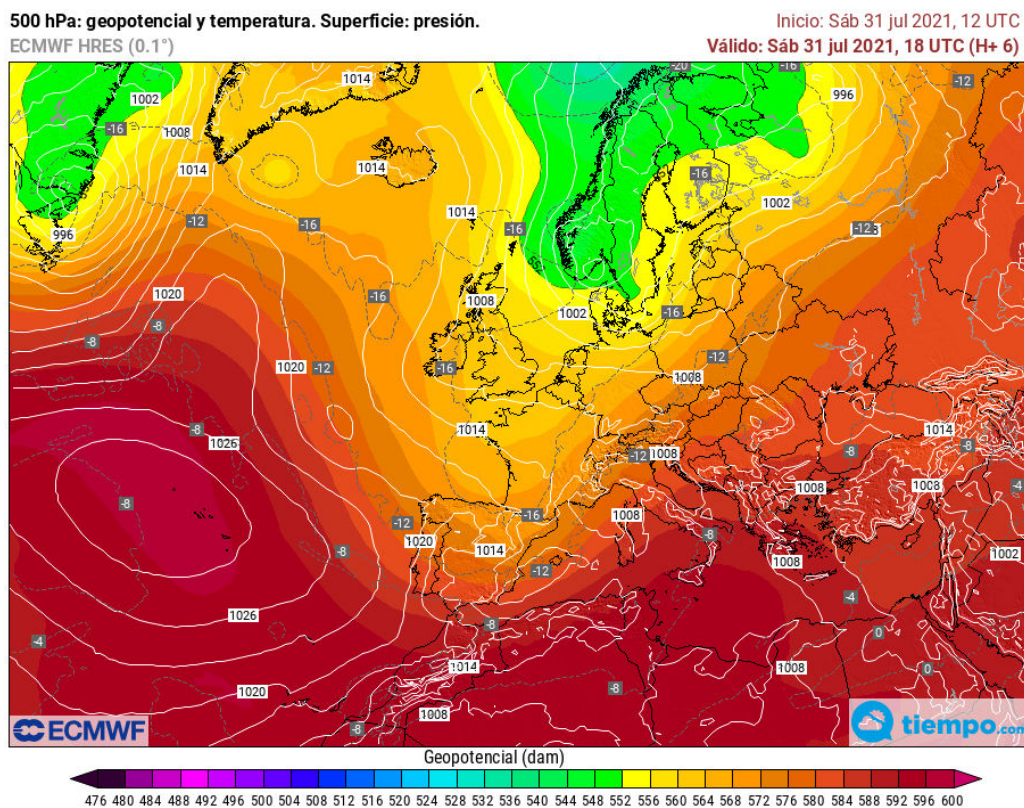 500 hPa: geopotencial y temperatura. Superficie: presión.
Inicio: Sáb 31 jul 2021, 12 UTC
ECMWF HRES (0.1°)
Válido: Sáb 31 jul 2021, 18 UTC (H+ 6)
-20 -16
1014 -12
1002 996
-16 1008
1014 1014 -16
1002
1014
-12 -16 -16 -12
996
1020 -16 1008
1002 -16
-8
-8 -12
1020 -12 -16 1008
-8 1026 1014 1014
-12 1008 -8 -8
1008 1008 -4
-8
-12 -16 1008
1020 -8
-8 1014 1002
1008
-12
-4
1026 -8
-4 0
1014 1008 0
1020 -8
1008
-8
ECMWF
tiempo.com
Geopotencial (dam)
476 480 484 488 492 496 500 504 508 512 516 520 524 528 532 536 540 544 548 552 556 560 564 568 572 576 580 584 588 592 596 600